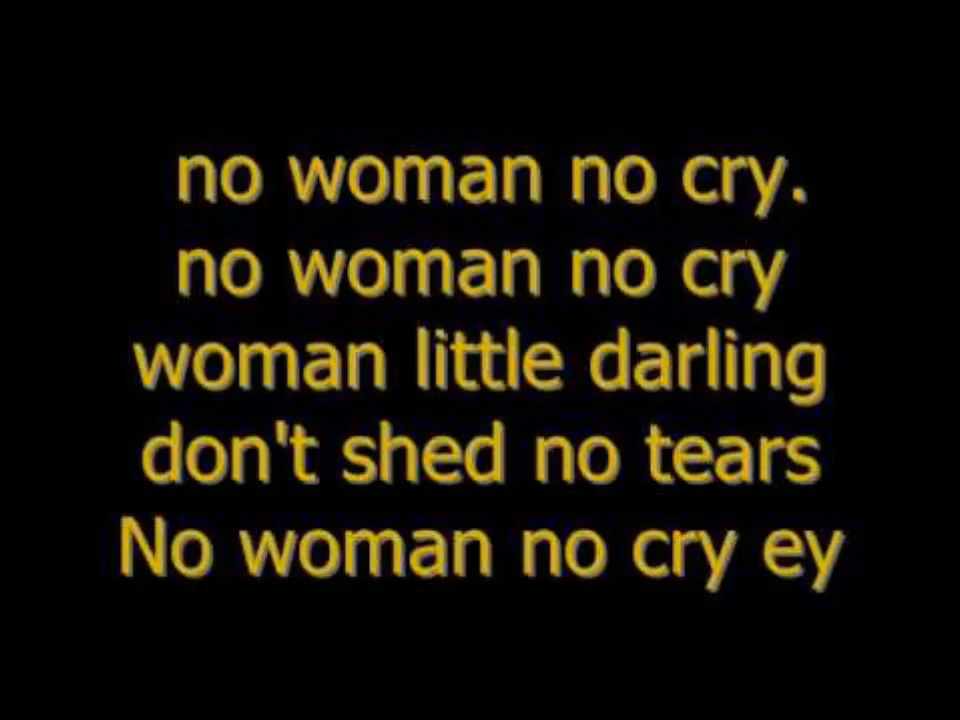 no woman no cry.
no woman no cry
woman little darling
don't shed no tears
No woman no cry ey